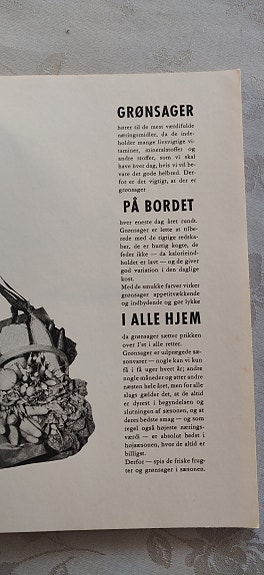 GRØNSAGER
hører til de mest værdifulde
næringsmidler, da de inde-
holder mange livsvigtige vi-
taminer, mineralstoffer og
andre stoffer, som vi skal
have hver dag, hvis vi vil be-
vare det gode helbred. Der-
for er det vigtigt, at der er
grønsager
PÅ BORDET
hver eneste dag året rundt.
Grønsager er lette at tilbe-
rede med de rigtige redska-
ber, de er hurtig kogte, de
feder ikke — da kalorieind-
holdet er lavt — og de giver
god variation i den daglige
kost.
Med de smukke farver virker
grønsager appetitvækkende
og indbydende og gør lykke
I ALLE HJEM
da grønsager sætter prikken
over i'et i alle retter.
Grønsager er udprægede sæ-
sonvarer — nogle kan vi kun
få i få uger hvert år; andre
nogle måneder og atter andre
næsten hele året, men for alle
slags gælder det, at de altid
er dyrest i begyndelsen og
slutningen af sæsonen, og at
deres bedste smag — og som
regel også højeste nærings-
værdi — er absolut bedst i
højsæsonen, hvor de altid er
billigst.
Derfor — spis de friske frug-
ter og grønsager i sæsonen.